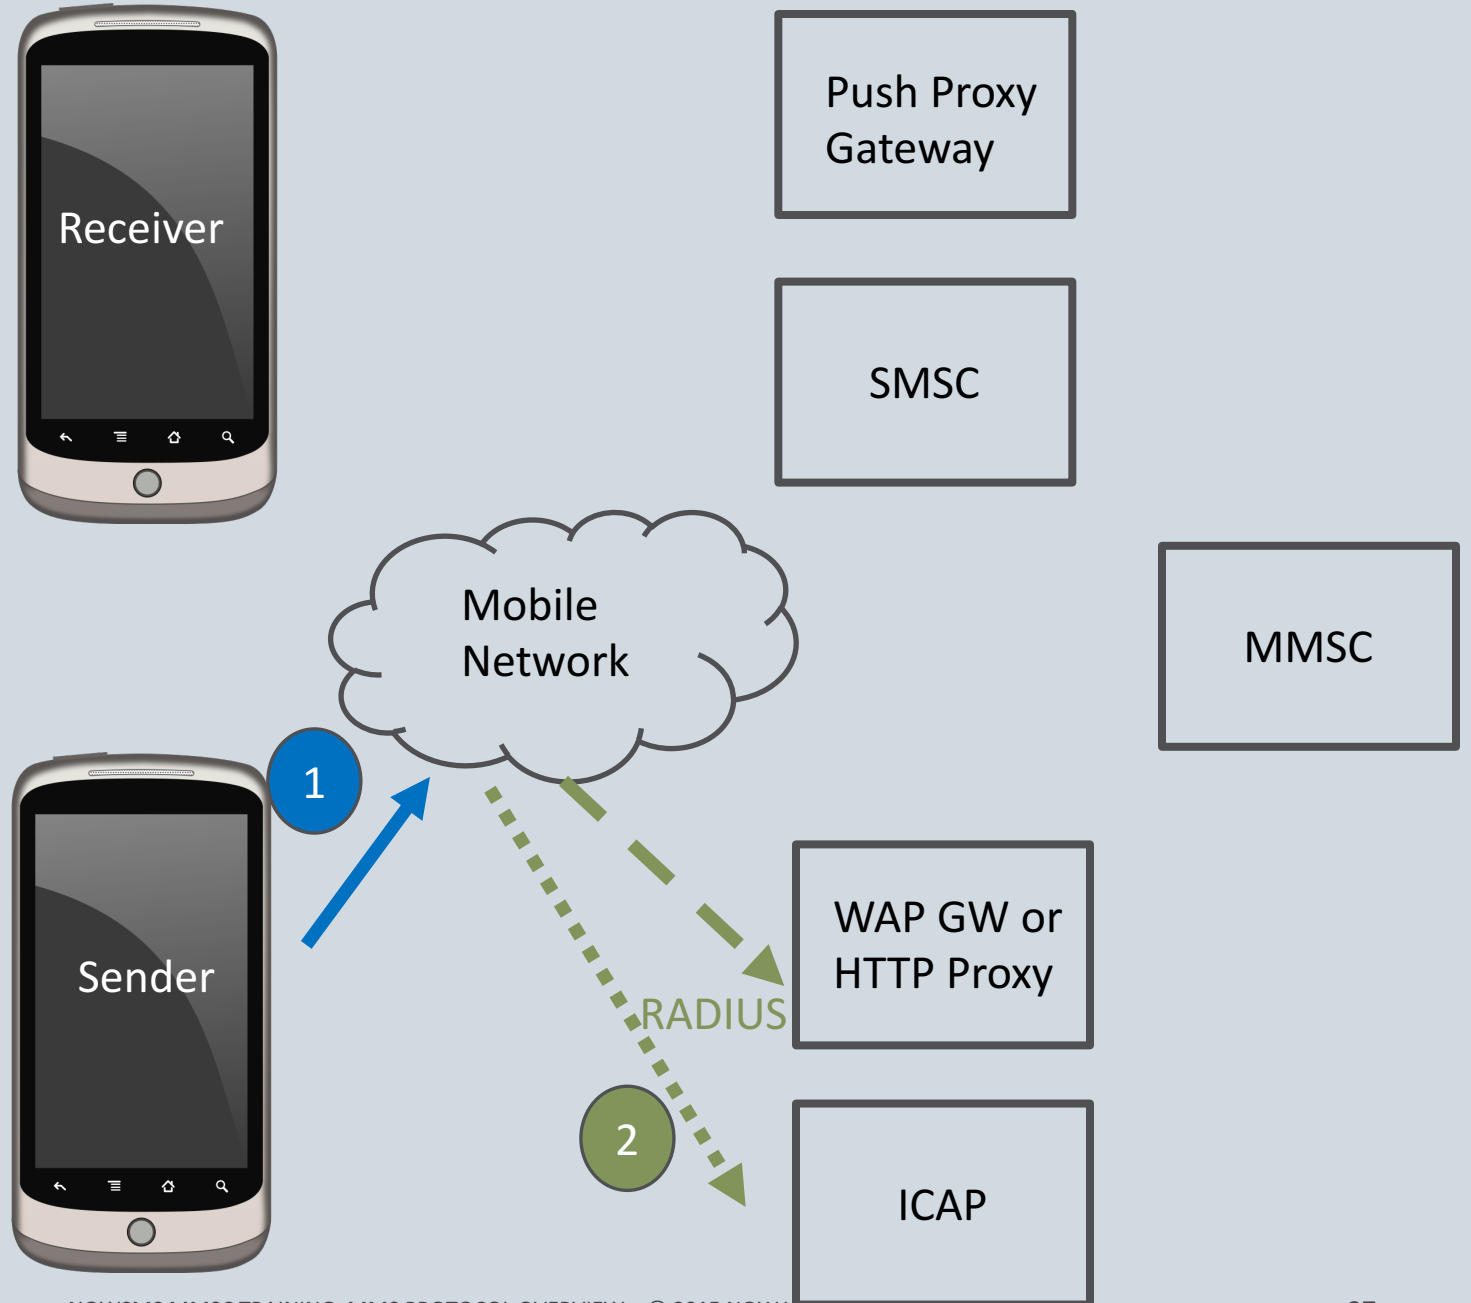 Receiver
Push Proxy
Gateway
SMSC
Mobile
Network
MMSC
1
Sender
WAP GW or
HTTP Proxy
RADIUS
2
ICAP